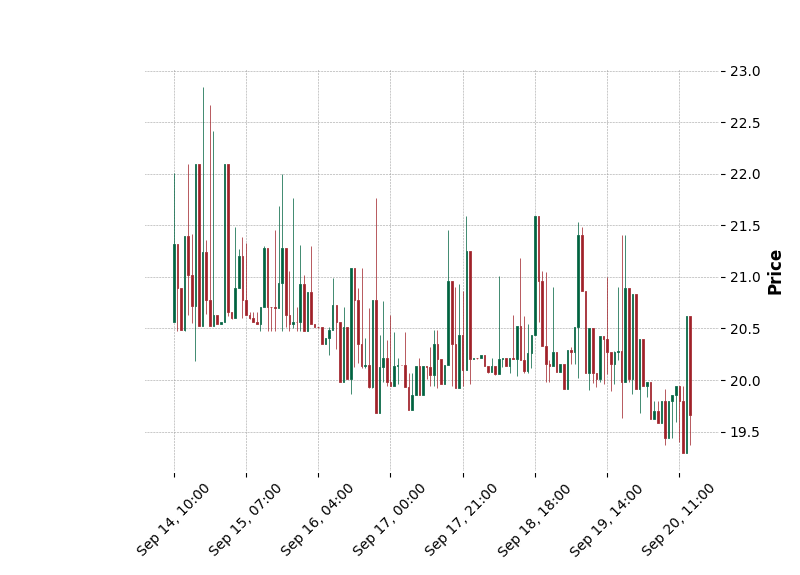 23.0
22.5
22.0
21.5
21.0
20.5
20.0
19.5
Price
Sep 14, 10:00
Sep 15, 07:00
Sep 16, 04:00
Sep 17, 00:00
Sep 17, 21:00
Sep 18, 18:00
Sep 19, 14:00
Sep 20, 11:00